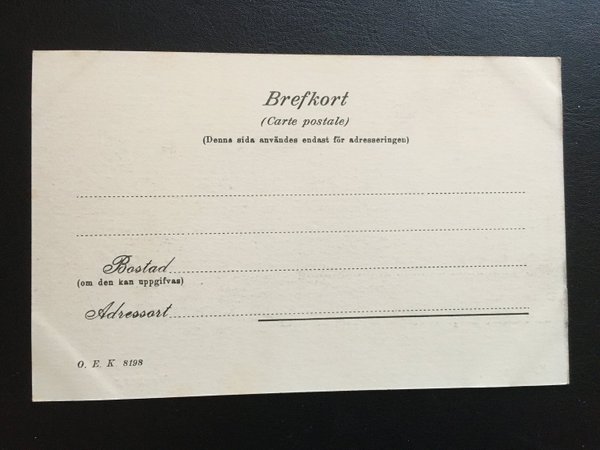 Brefkort
(Carte postale)
(Denna sida användes endast för adresseringen)
Bostad
(om den kan uppgifvas)
Adressort
O. E. K 8198